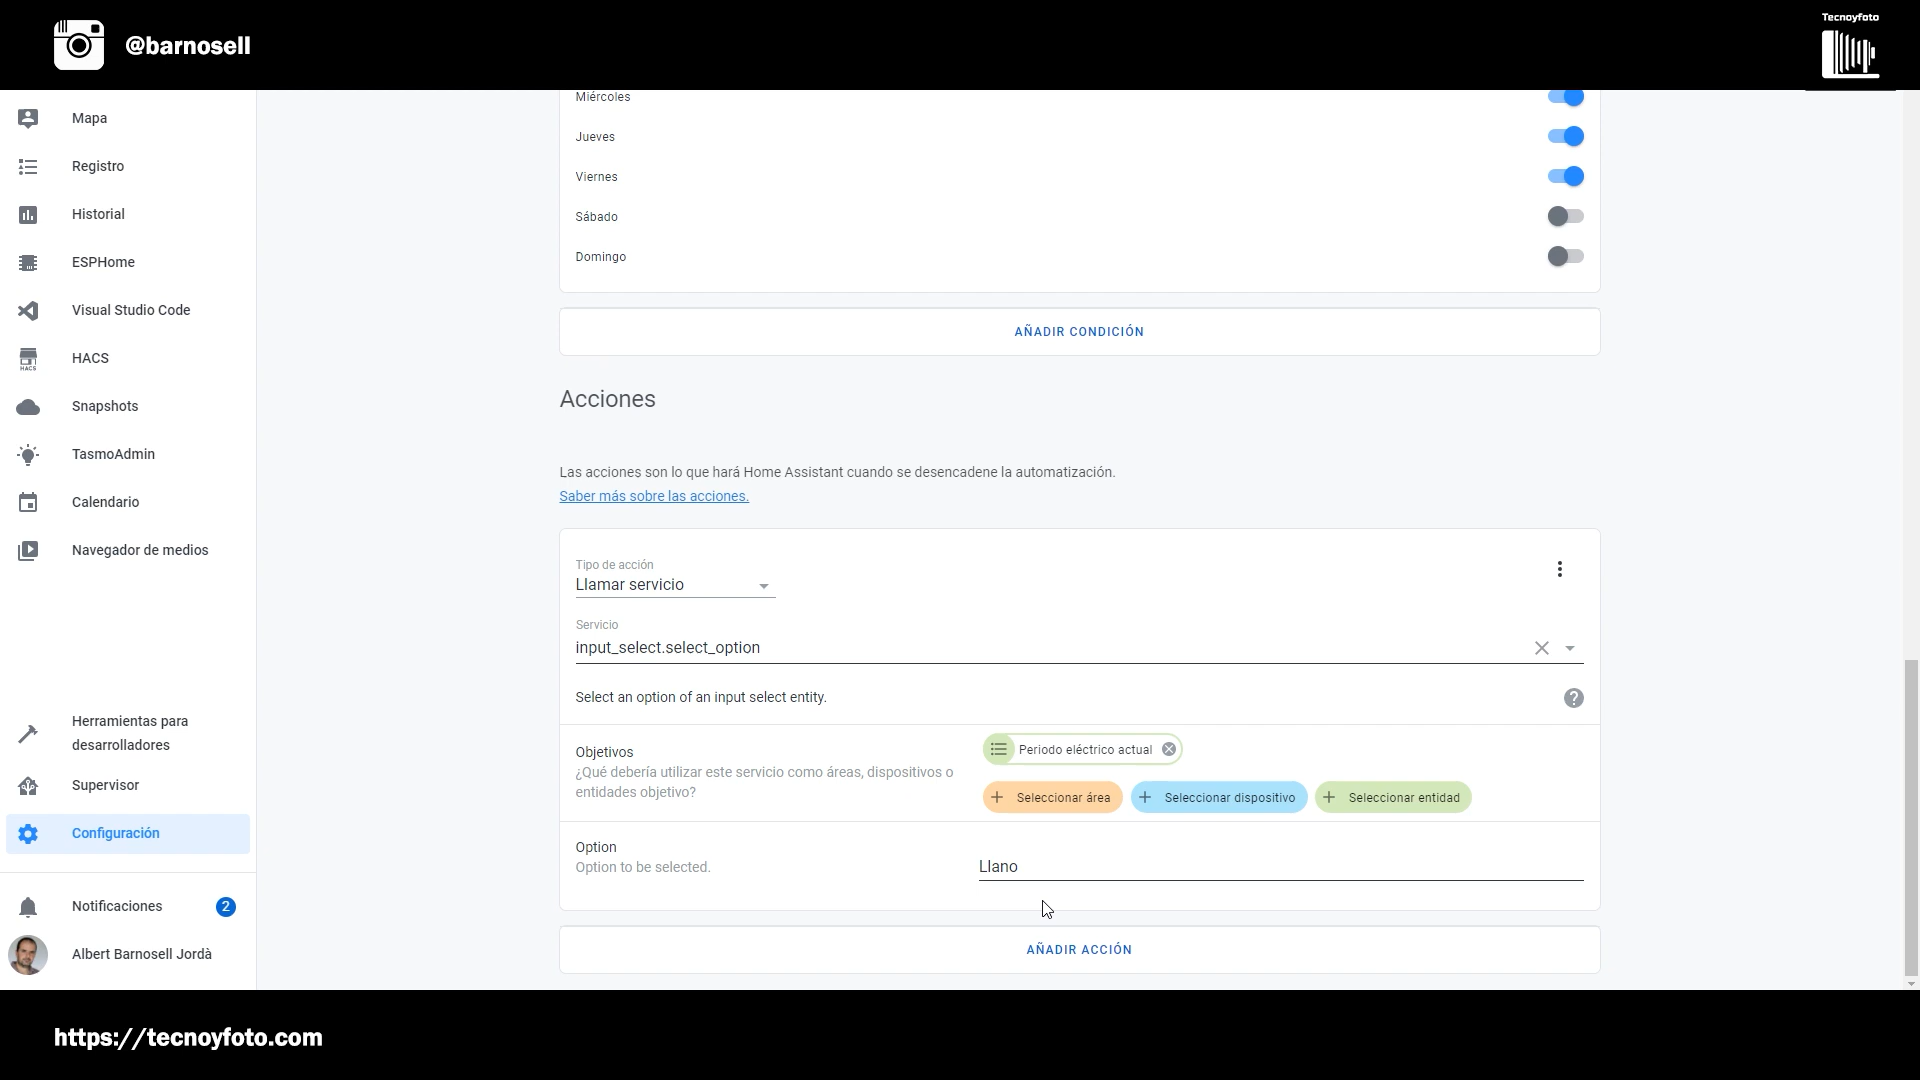 @barnosell
Tecnoyfoto
Mapa
Registro
Historial
ESPHome
Visual Studio Code
HACS
HACS
Snapshots
TasmoAdmin
Calendario
Navegador de medios
Herramientas para
desarrolladores
Supervisor
Configuración
Notificaciones
2
Albert Barnosell Jordà
Miércoles
Jueves
Viernes
Sábado
Domingo
AÑADIR CONDICIÓN
Acciones
Las acciones son lo que hará Home Assistant cuando se desencadene la automatización.
Saber más sobre las acciones.
Tipo de acción
Llamar servicio
Servicio
input_select.select_option
Select an option of an input select entity.
Objetivos
¿Qué debería utilizar este servicio como áreas, dispositivos o
entidades objetivo?
Periodo eléctrico actual
Seleccionar área
Seleccionar dispositivo
Seleccionar entidad
Option
Option to be selected.
Llano
AÑADIR ACCIÓN
https://tecnoyfoto.com